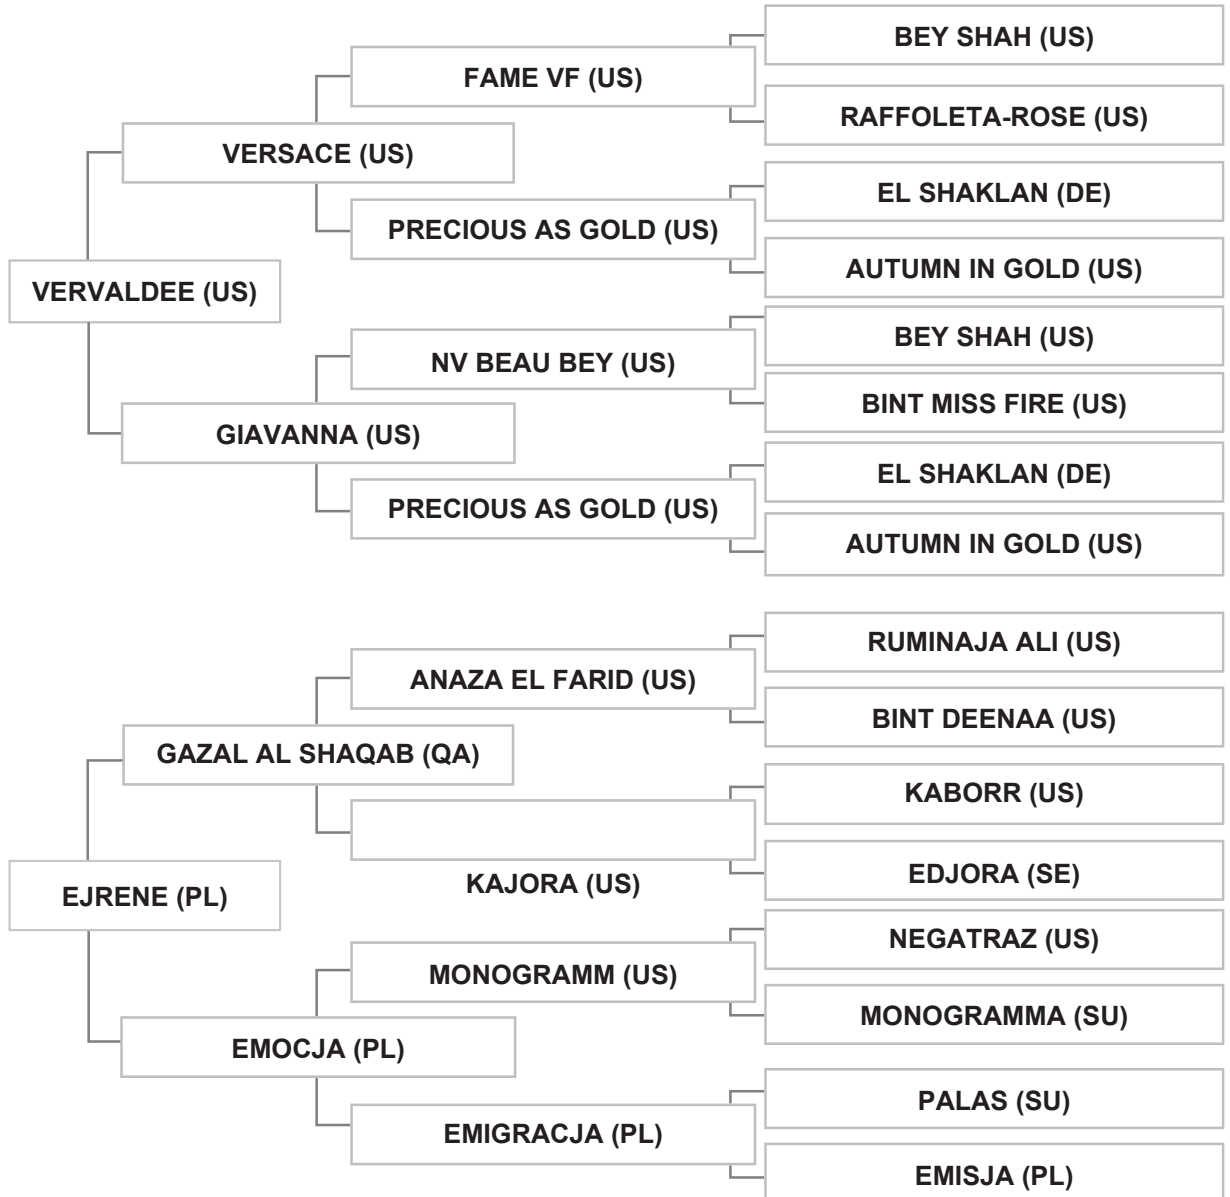 BEY SHAH (US)
FAME VF (US)
RAFFOLETA-ROSE (US)
VERSACE (US)
EL SHAKLAN (DE)
PRECIOUS AS GOLD (US)
AUTUMN IN GOLD (US)
VERVALDEE (US)
BEY SHAH (US)
NV BEAU BEY (US)
BINT MISS FIRE (US)
GIAVANNA (US)
EL SHAKLAN (DE)
PRECIOUS AS GOLD (US)
AUTUMN IN GOLD (US)
RUMINAJA ALI (US)
ANAZA EL FARID (US)
BINT DEENAA (US)
GAZAL AL SHAQAB (QA)
KABORR (US)
KAJORA (US)
EDJORA (SE)
EJRENE (PL)
NEGATRAZ (US)
MONOGRAMM (US)
MONOGRAMMA (SU)
EMOCJA (PL)
PALAS (SU)
EMIGRACJA (PL)
EMISJA (PL)